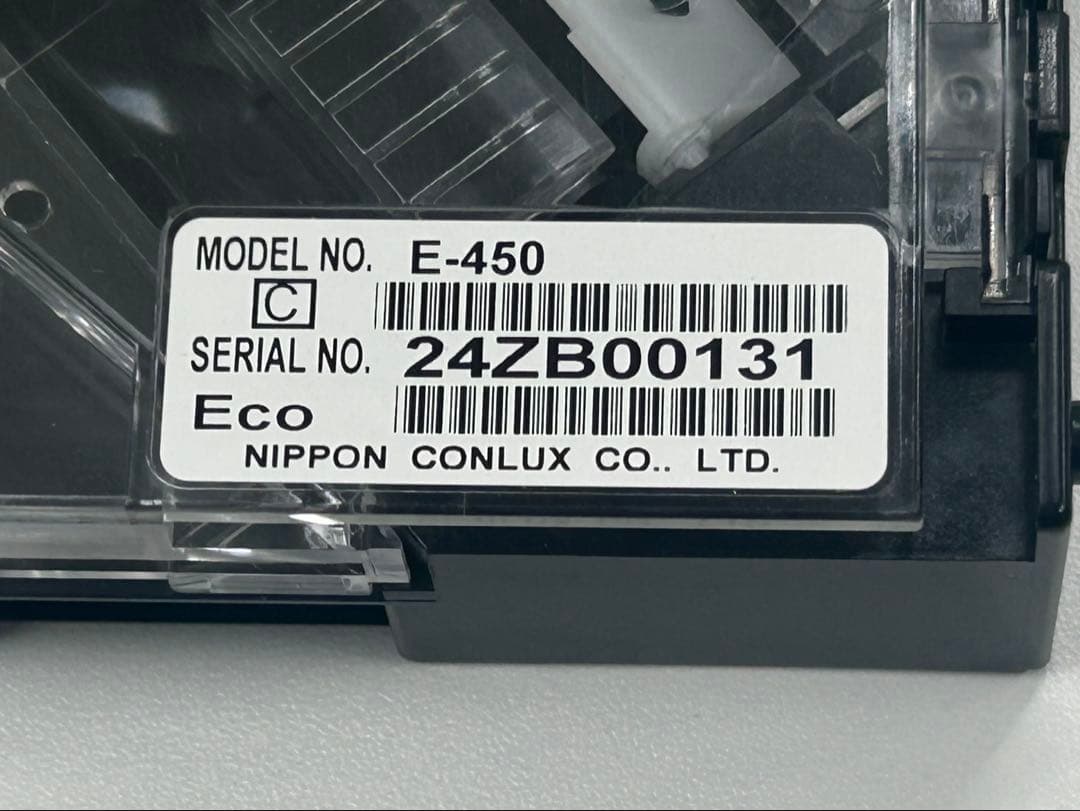 MODEL NO. E-450
C
SERIAL NO. 24ZB00131
Eco
NIPPON CONLUX CO.. LTD.